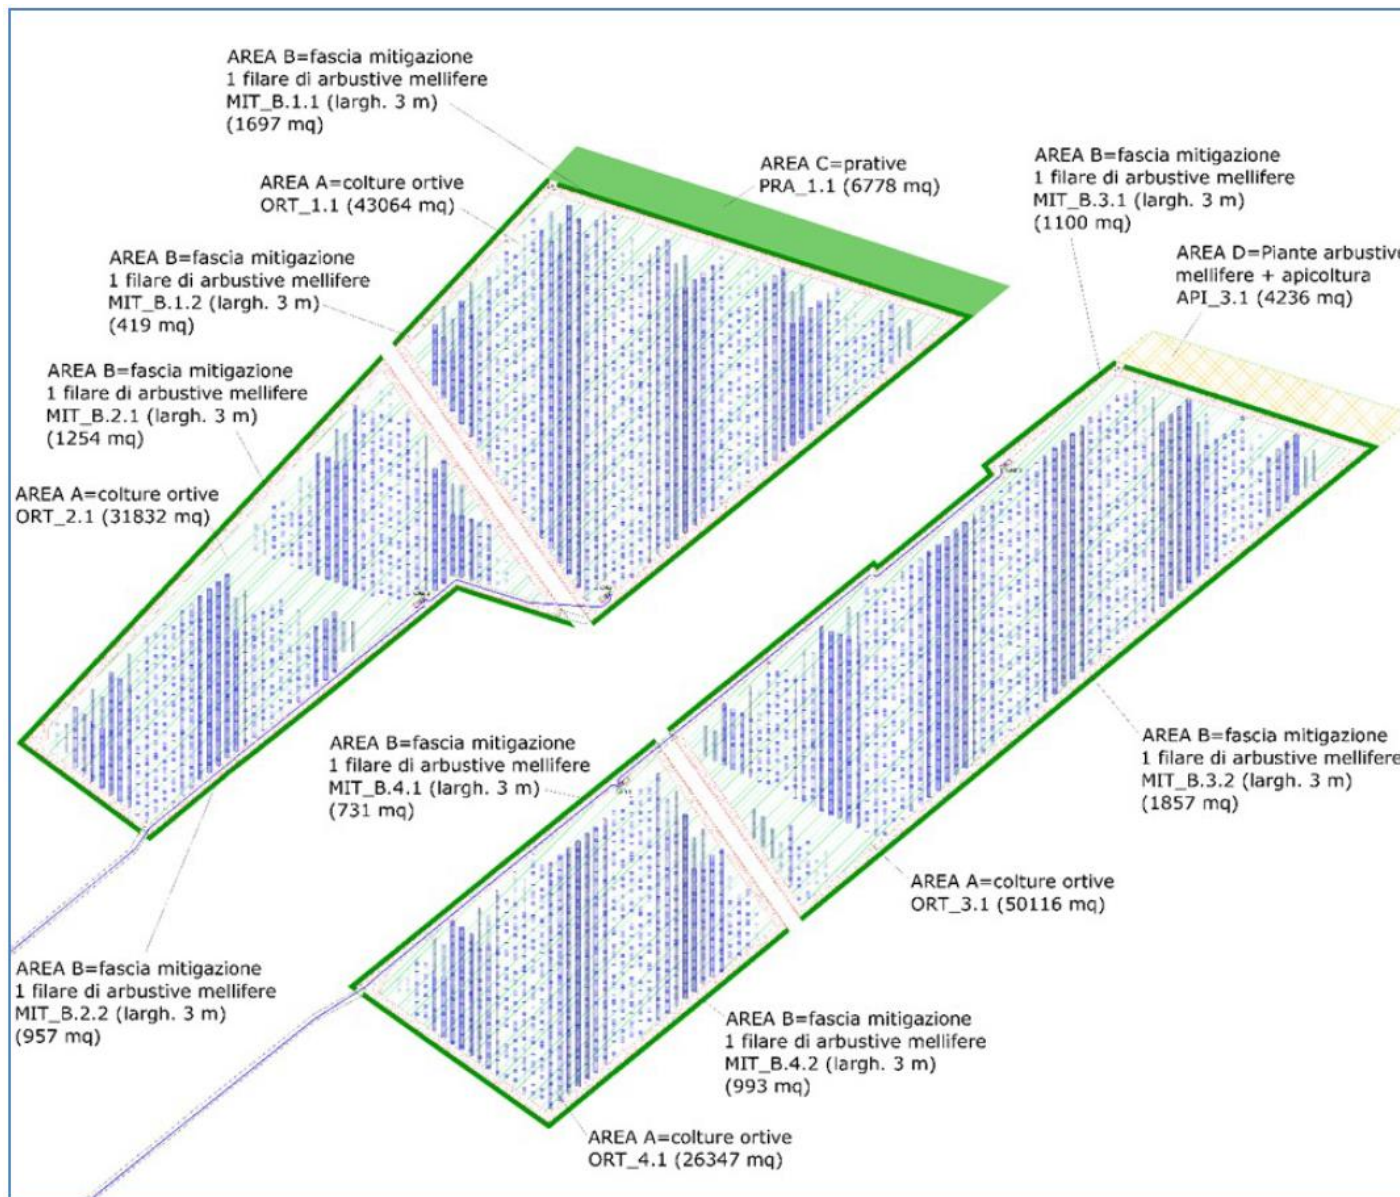 AREA B=fascia mitigazione
1 filare di arbustive mellifere
MIT_B.1.1 (largh. 3 m)
(1697 mq)
AREA C=prative
PRA_1.1 (6778 mq)
AREA B=fascia mitigazione
1 filare di arbustive mellifere
MIT_B.3.1 (largh. 3 m)
(1100 mq)
AREA A=colture ortive
ORT_1.1 (43064 mq)
AREA D=Piante arbustive
mellifere + apicoltura
API_3.1 (4236 mq)
AREA B=fascia mitigazione
1 filare di arbustive mellifere
MIT_B.1.2 (largh. 3 m)
(419 mq)
AREA B=fascia mitigazione
1 filare di arbustive mellifere
MIT_B.2.1 (largh. 3 m)
(1254 mq)
AREA A=colture ortive
ORT_2.1 (31832 mq)
AREA B=fascia mitigazione
1 filare di arbustive mellifere
MIT_B.4.1 (largh. 3 m)
(731 mq)
AREA B=fascia mitigazione
1 filare di arbustive mellifere
MIT_B.3.2 (largh. 3 m)
(1857 mq)
AREA A=colture ortive
ORT_3.1 (50116 mq)
AREA B=fascia mitigazione
1 filare di arbustive mellifere
MIT_B.2.2 (largh. 3 m)
(957 mq)
AREA B=fascia mitigazione
1 filare di arbustive mellifere
MIT_B.4.2 (largh. 3 m)
(993 mq)
AREA A=colture ortive
ORT_4.1 (26347 mq)